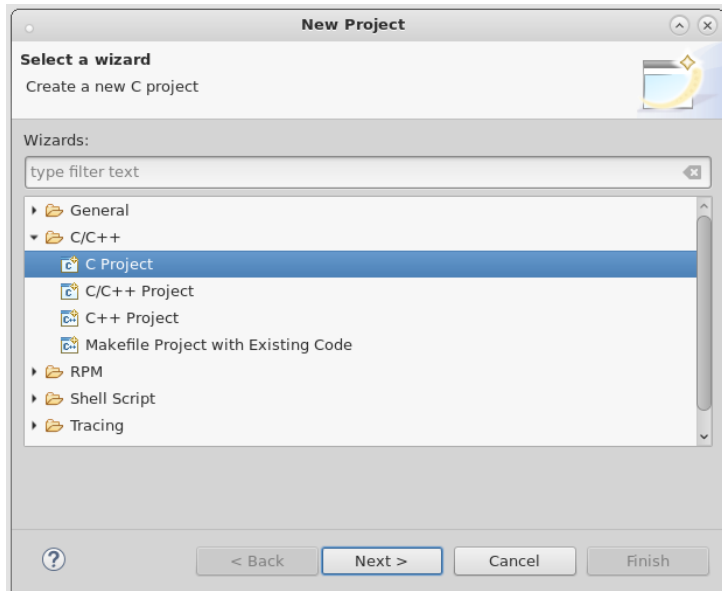 New Project
Select a wizard
Create a new C project
Wizards:
type filter text
General
C/C++
C Project
C/C++ Project
C++ Project
Makefile Project with Existing Code
RPM
Shell Script
Tracing
? < Back Next > Cancel Finish